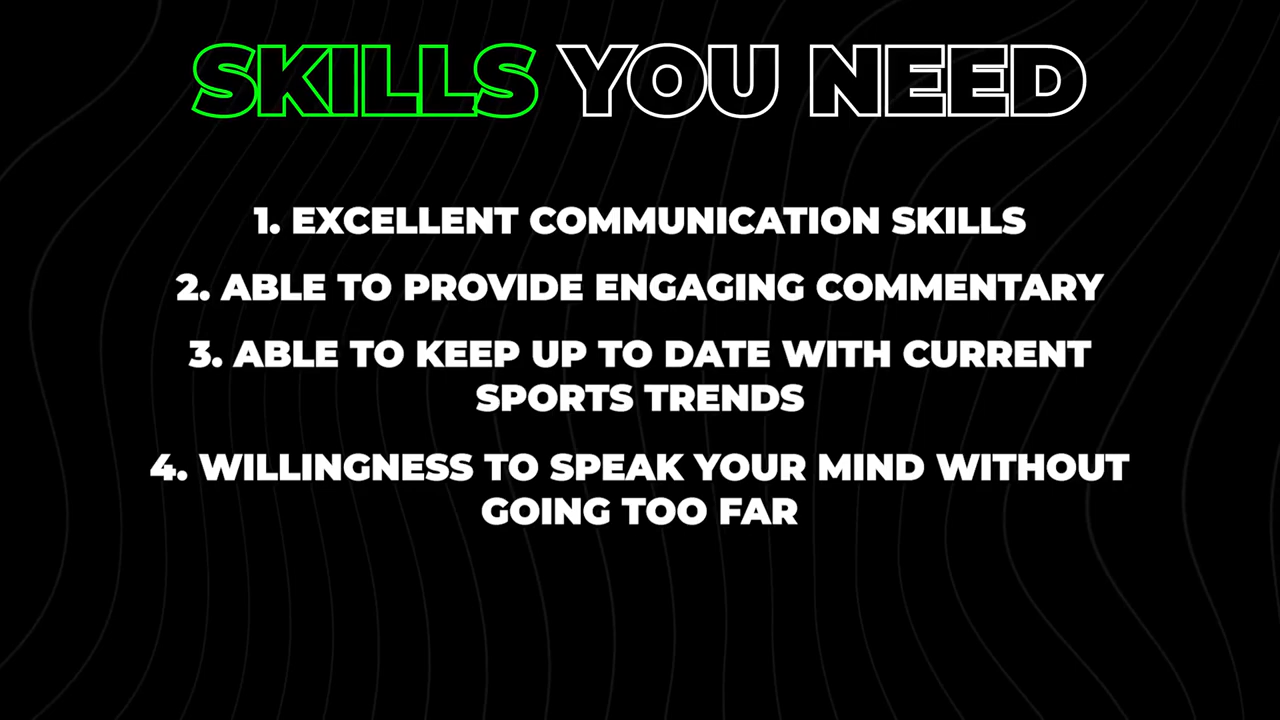 SKILLS YOU NEED
1. EXCELLENT COMMUNICATION SKILLS
2. ABLE TO PROVIDE ENGAGING COMMENTARY
3. ABLE TO KEEP UP TO DATE WITH CURRENT
SPORTS TRENDS
4. WILLINGNESS TO SPEAK YOUR MIND WITHOUT
GOING TOO FAR